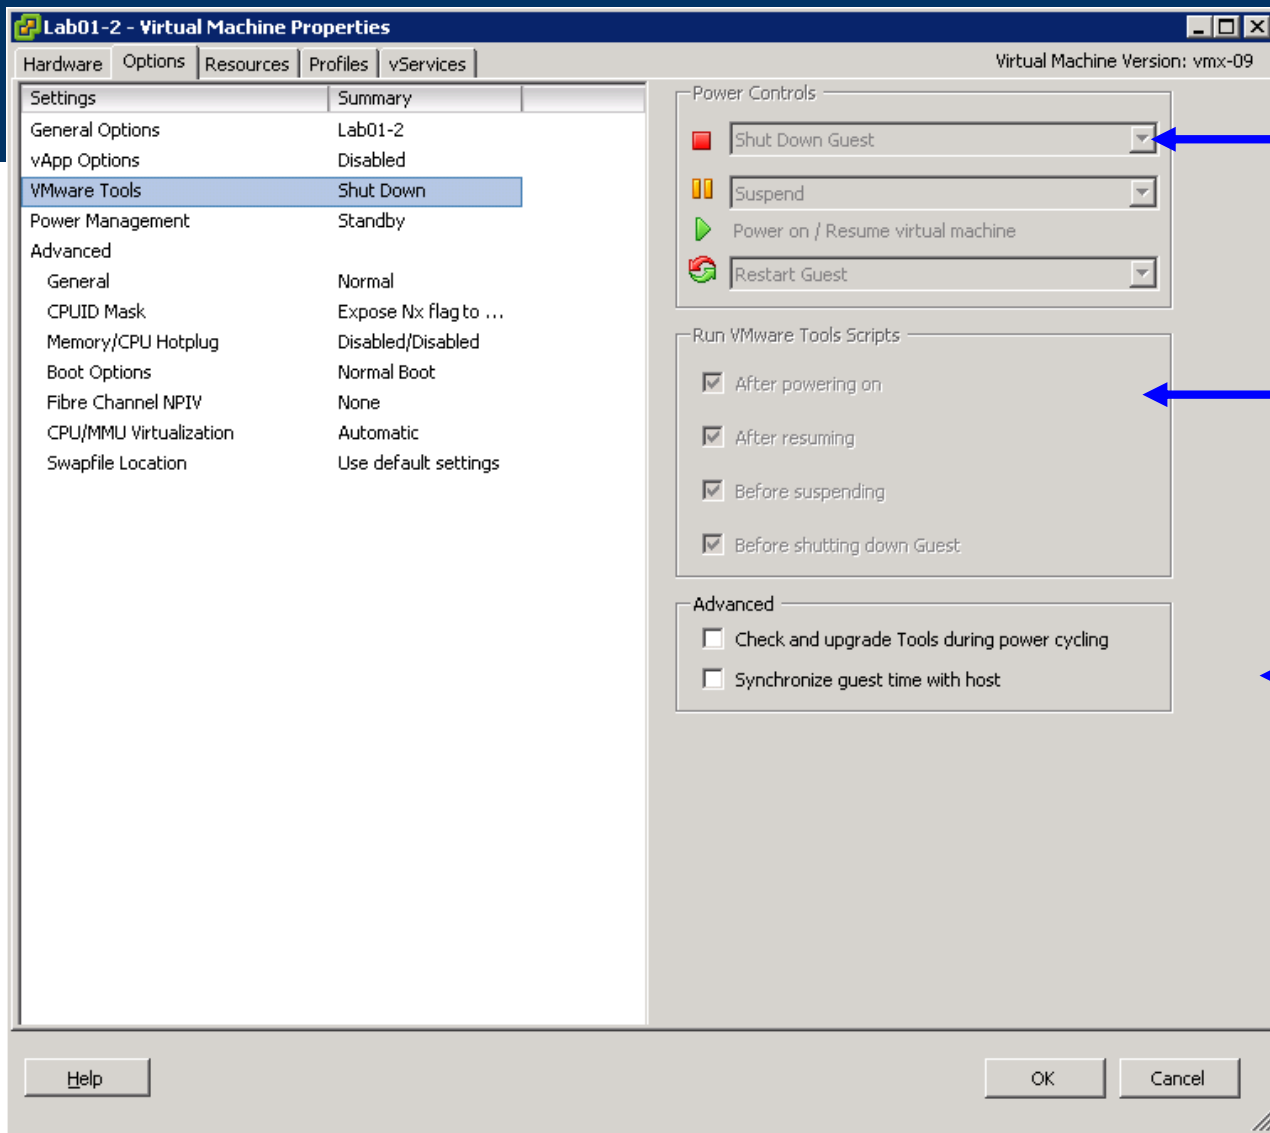 Lab01-2 - Virtual Machine Properties
Hardware Options Resources Profiles vServices Virtual Machine Version: vmx-09
Settings Summary
General Options Lab01-2
vApp Options Disabled
VMware Tools Shut Down
Power Management Standby
Advanced
General Normal
CPUID Mask Expose Nx flag to ...
Memory/CPU Hotplug Disabled/Disabled
Boot Options Normal Boot
Fibre Channel NPIV None
CPU/MMU Virtualization Automatic
Swapfile Location Use default settings
Power Controls
Shut Down Guest
Suspend
Power on / Resume virtual machine
Restart Guest
Run VMware Tools Scripts
After powering on
After resuming
Before suspending
Before shutting down Guest
Advanced
Check and upgrade Tools during power cycling
Synchronize guest time with host
Help OK Cancel